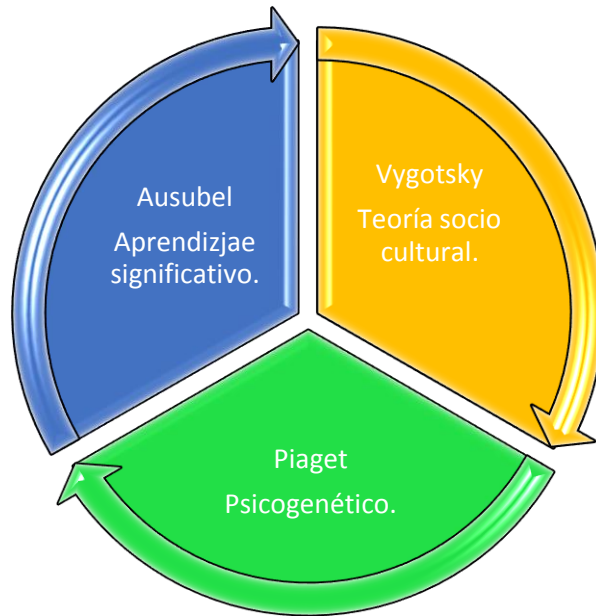 Ausubel
Aprendizjae
significativo.
Vygotsky
Teoría socio
cultural.
Piaget
Psicogenético.